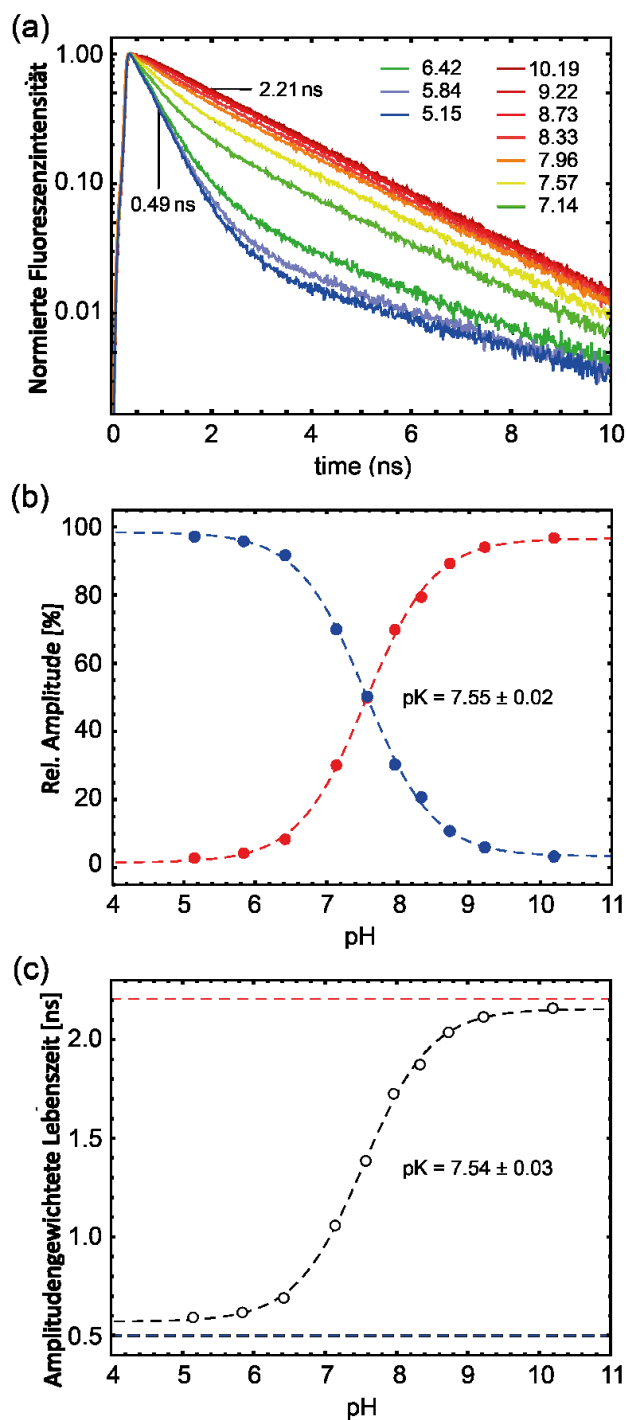 (a)
Normierte Fluoreszenzintensität
1.00
0.10
0.01
2.21 ns
0.49 ns
6.42
5.84
5.15
10.19
9.22
8.73
8.33
7.96
7.57
7.14
0 2 4 6 8 10
time (ns)
(b)
Rel. Amplitude [%]
100
80
60
40
20
0
pK = 7.55 ± 0.02
4 5 6 7 8 9 10 11
pH
(c)
Amplitudengewichtete Lebenszeit [ns]
2.0
1.5
1.0
0.5
pK = 7.54 ± 0.03
4 5 6 7 8 9 10 11
pH